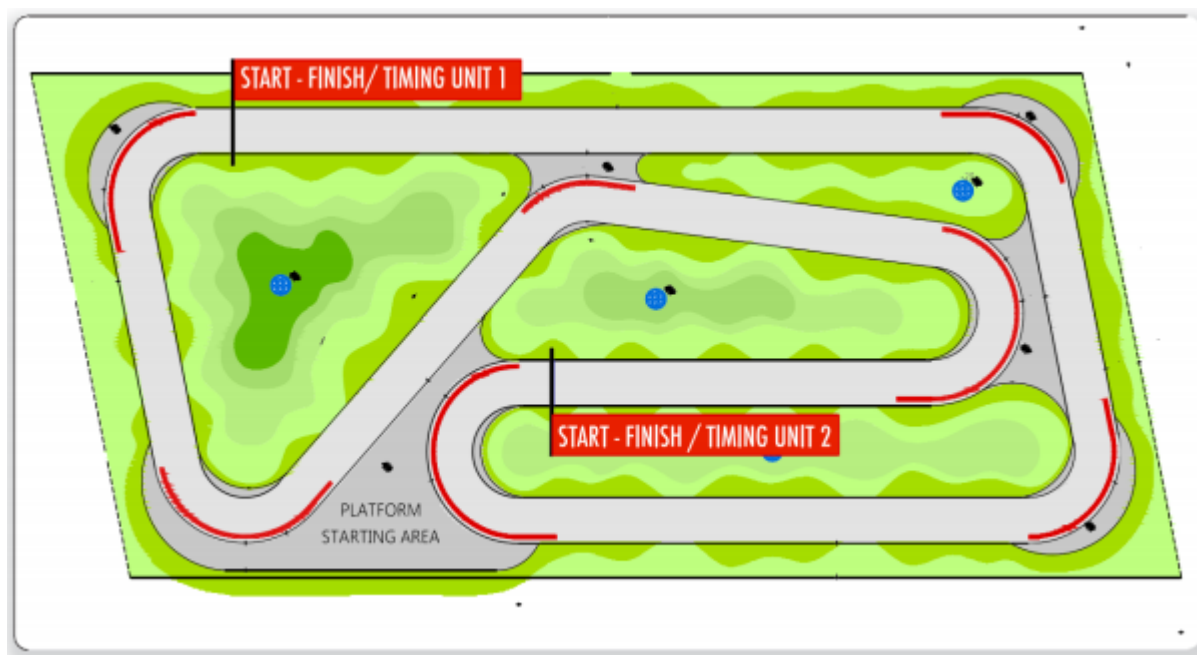 START - FINISH/ TIMING UNIT 1
START - FINISH / TIMING UNIT 2
PLATFORM
STARTING AREA